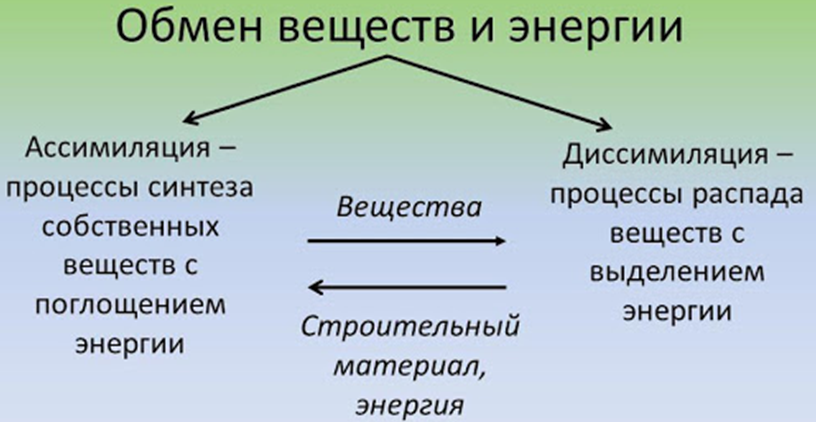 Обмен веществ и энергии
Ассимиляция –
процессы синтеза
собственных
веществ с
поглощением
энергии
Вещества
Строительный
материал,
энергия
Диссимиляция –
процессы распада
веществ с
выделением
энергии